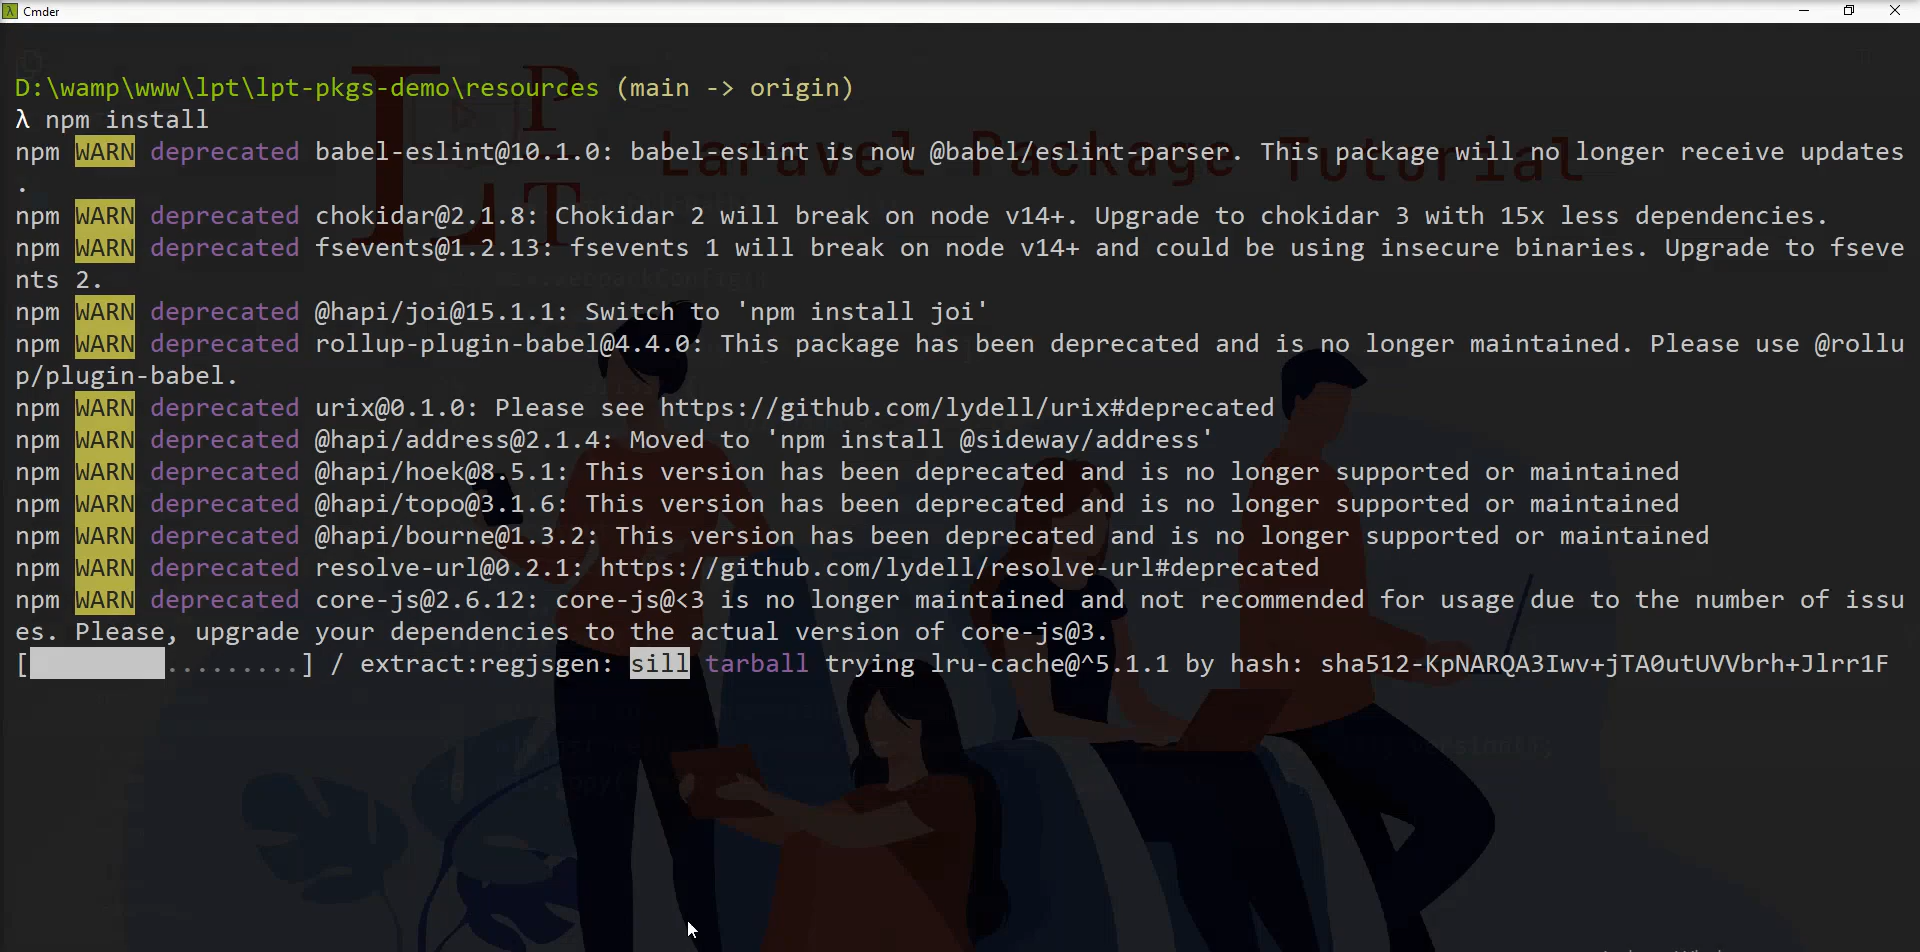 Cmder
D:\wamp\www\lpt\lpt-pkgs-demo\resources (main -> origin)
λ npm install
npm WARN deprecated babel-eslint@10.1.0: babel-eslint is now @babel/eslint-parser. This package will no longer receive updates
.
npm WARN deprecated chokidar@2.1.8: Chokidar 2 will break on node v14+. Upgrade to chokidar 3 with 15x less dependencies.
npm WARN deprecated fsevents@1.2.13: fsevents 1 will break on node v14+ and could be using insecure binaries. Upgrade to fseve
nts 2.
npm WARN deprecated @hapi/joi@15.1.1: Switch to 'npm install joi'
npm WARN deprecated rollup-plugin-babel@4.4.0: This package has been deprecated and is no longer maintained. Please use @rollu
p/plugin-babel.
npm WARN deprecated urix@0.1.0: Please see https://github.com/lydell/urix#deprecated
npm WARN deprecated @hapi/address@2.1.4: Moved to 'npm install @sideway/address'
npm WARN deprecated @hapi/hoek@8.5.1: This version has been deprecated and is no longer supported or maintained
npm WARN deprecated @hapi/topo@3.1.6: This version has been deprecated and is no longer supported or maintained
npm WARN deprecated @hapi/bourne@1.3.2: This version has been deprecated and is no longer supported or maintained
npm WARN deprecated resolve-url@0.2.1: https://github.com/lydell/resolve-url#deprecated
npm WARN deprecated core-js@2.6.12: core-js@<3 is no longer maintained and not recommended for usage due to the number of issu
es. Please, upgrade your dependencies to the actual version of core-js@3.
[.........] / extract:regjsgen: sill tarball trying lru-cache@^5.1.1 by hash: sha512-KpNARQA3Iwv+jTA0utUVVbrh+Jlrr1F
L
P
T
Laravel Package Tutorial